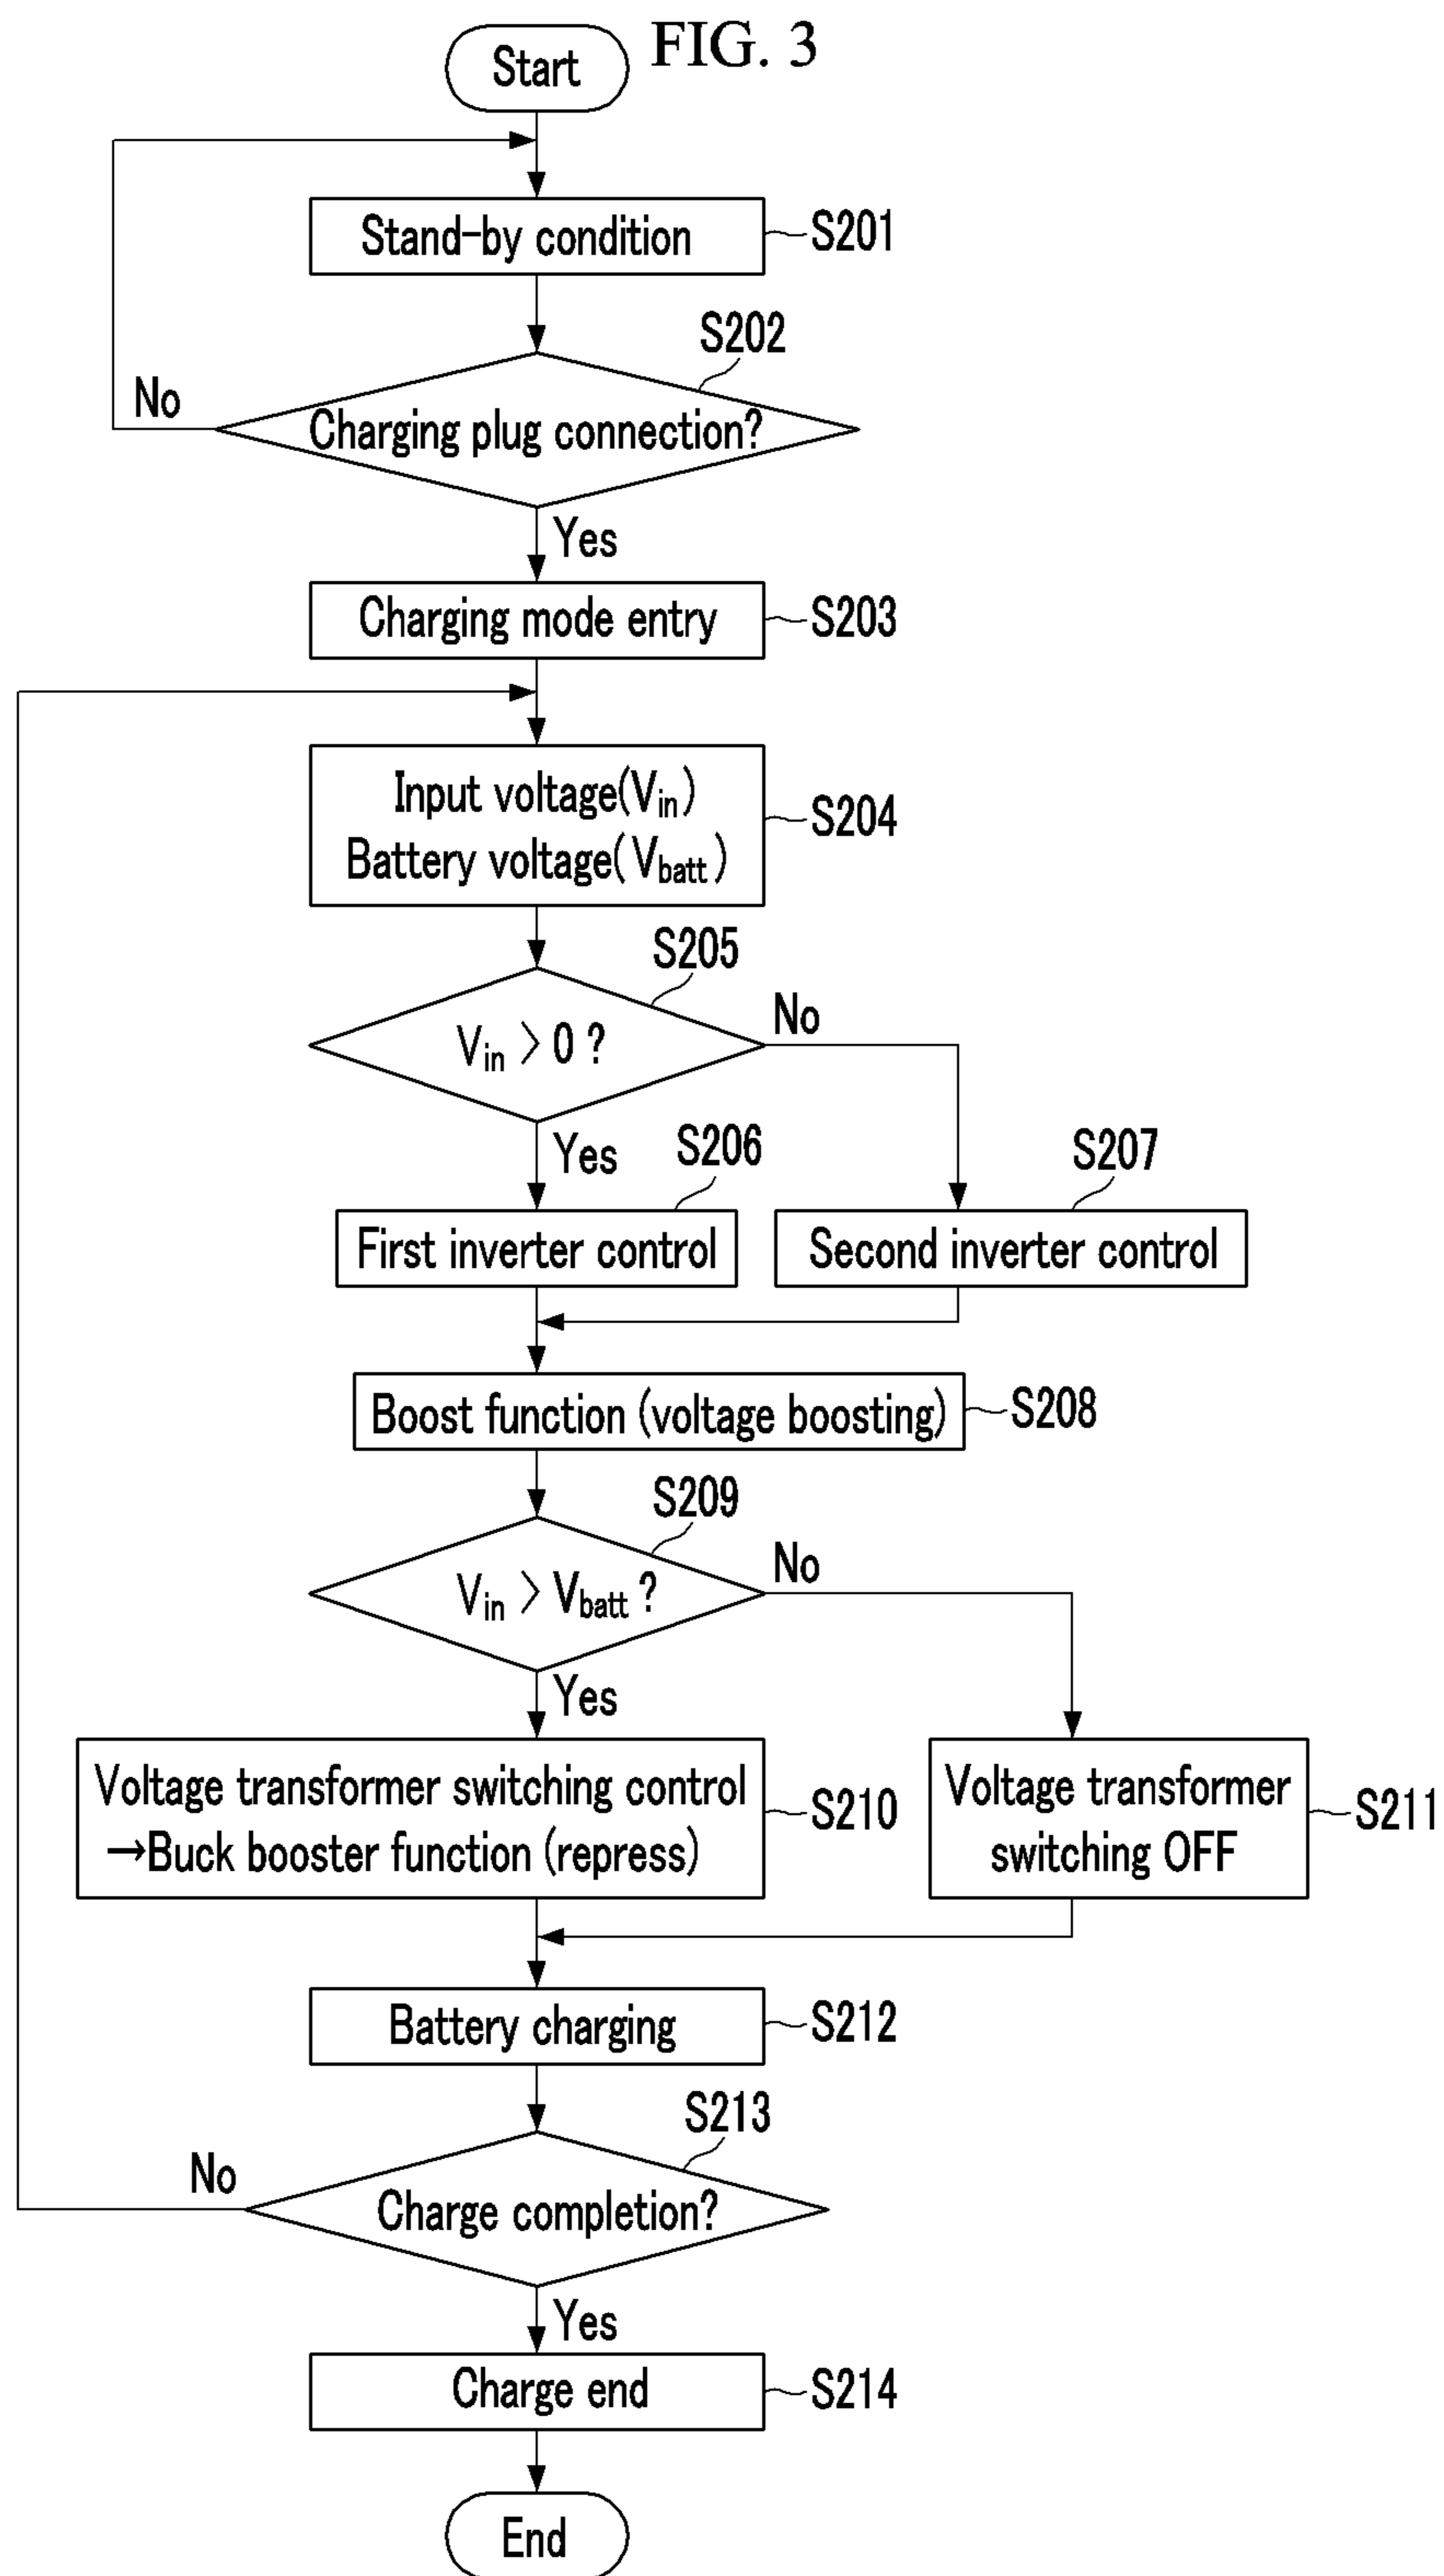 FIG. 3
Start
Stand-by condition
S201
S202
No
Charging plug connection?
Yes
Charging mode entry
S203
Input voltage(Vin)
Battery voltage(Vbatt)
S204
S205
Vin > 0 ?
No
Yes
S206
S207
First inverter control
Second inverter control
Boost function (voltage boosting)
S208
S209
Vin > Vbatt ?
No
Yes
Voltage transformer switching control
→Buck booster function (repress)
S210
Voltage transformer
switching OFF
S211
Battery charging
S212
S213
No
Charge completion?
Yes
Charge end
S214
End